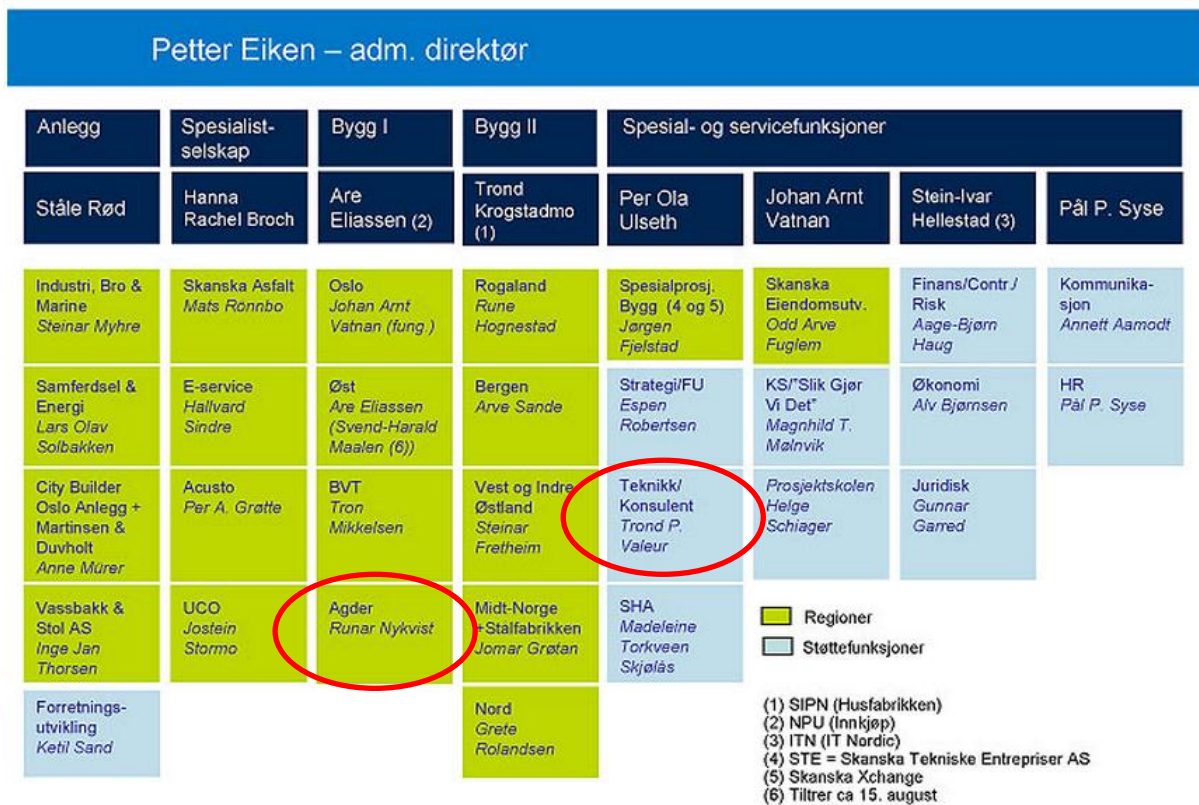 Petter Eiken – adm. direktør
Anlegg
Spesialist-
selskap
Bygg I
Bygg II
Spesial- og servicefunksjoner
Ståle Rød
Hanna
Rachel Broch
Are
Eliassen (2)
Trond
Krogstadmo
(1)
Per Ola
Ulseth
Johan Arnt
Vatnan
Stein-Ivar
Hellestad (3)
Pål P. Syse
Industri, Bro &
Marine
Steinar Myhre
Skanska Asfalt
Mats Rönnbo
Oslo
Johan Arnt
Vatnan (fung.)
Rogaland
Rune
Hognestad
Spesialprosj.
Bygg (4 og 5)
Jørgen
Fjelstad
Skanska
Eiendomsutv.
Odd Arve
Fuglem
Finans/Contr./
Risk
Aage-Bjørn
Haug
Kommunika-
sjon
Annett Aamodt
Samferdsel &
Energi
Lars Olav
Solbakken
E-service
Hallvard
Sindre
Øst
Are Eliassen
(Svend-Harald
Maalen (6))
Bergen
Arve Sande
Strategi/FU
Espen
Robertsen
KS/"Slik Gjør
Vi Det"
Magnhild T.
Mølnvik
Økonomi
Alv Bjørnsen
HR
Pål P. Syse
City Builder
Oslo Anlegg +
Martinsen &
Duvholt
Anne Mürer
Acusto
Per A. Grøtte
BVT
Tron
Mikkelsen
Vest og Indre
Østland
Steinar
Fretheim
Teknikk/
Konsulent
Trond P.
Valeur
Prosjektskolen
Helge
Schiager
Juridisk
Gunnar
Garred
Vassbakk &
Stol AS
Inge Jan
Thorsen
UCO
Jostein
Stormo
Agder
Runar Nykvist
Midt-Norge
+Stålfabrikken
Jomar Grøtan
SHA
Madeleine
Torkveen
Skjølås
Regioner
Støttefunksjoner
Forretnings-
utvikling
Ketil Sand
Nord
Grete
Rolandsen
(1) SIPN (Husfabrikken)
(2) NPU (Innkjøp)
(3) ITN (IT Nordic)
(4) STE = Skanska Tekniske Entrepriser AS
(5) Skanska Xchange
(6) Tiltrer ca 15. august